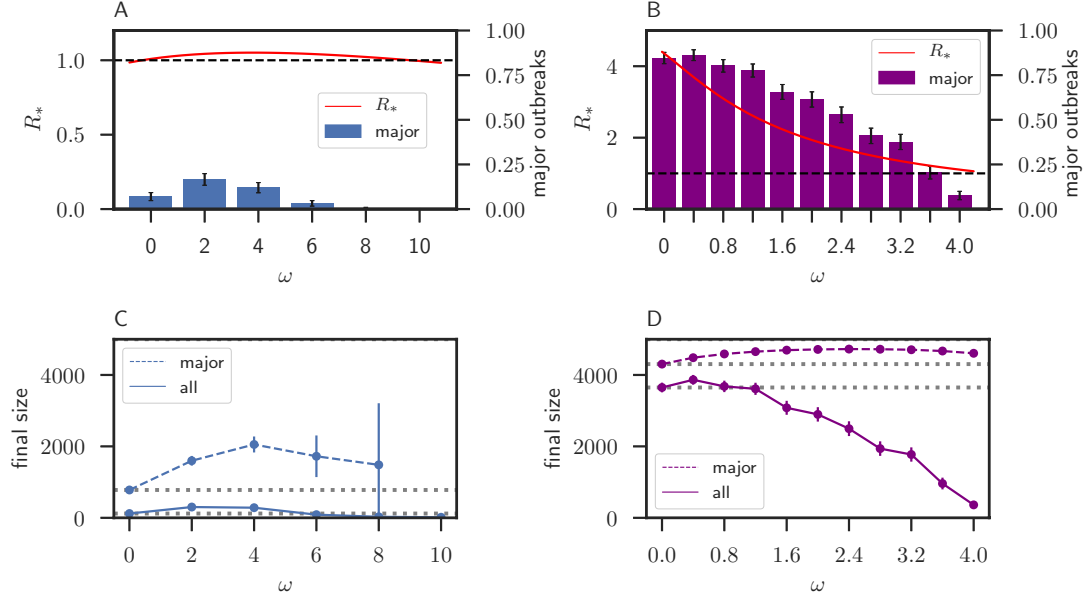 A
R*
1.0
0.5
0.0
R*
major
1.00
0.75
0.50
0.25
0.00
major outbreaks
0 2 4 6 8 10
ω
B
R*
4
2
0
R*
major
1.00
0.75
0.50
0.25
0.00
major outbreaks
0 0.8 1.6 2.4 3.2 4.0
ω
C
final size
4000
2000
0
major
all
0 2 4 6 8 10
ω
D
final size
4000
2000
0
major
all
0.0 0.8 1.6 2.4 3.2 4.0
ω